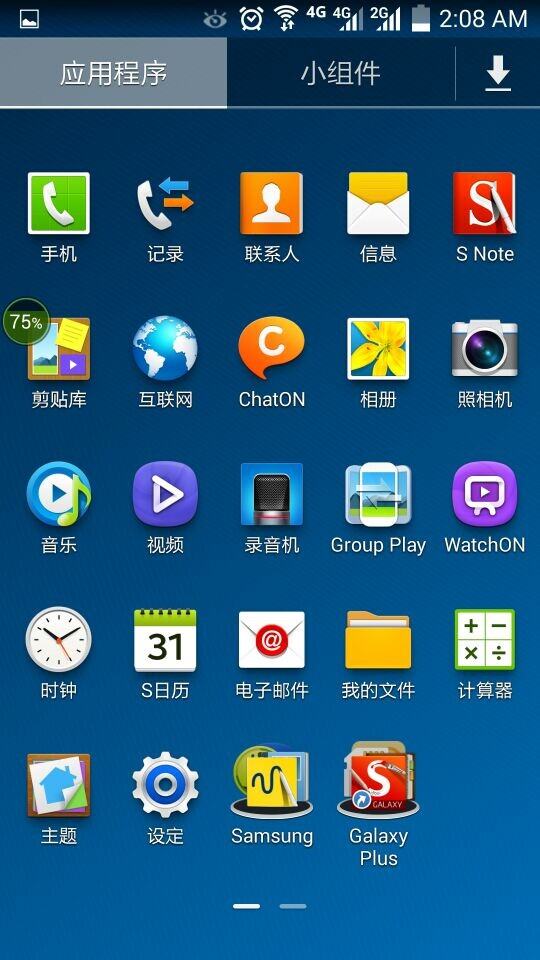 4G 4G 2G 2:08 AM
应用程序 小组件
手机 记录 联系人 信息 S Note
75%
剪贴库 互联网 ChatON 相册 照相机
音乐 视频 录音机 Group Play WatchON
31
时钟 S日历 电子邮件 我的文件 计算器
GALAXY
主题 设定 Samsung Galaxy Plus